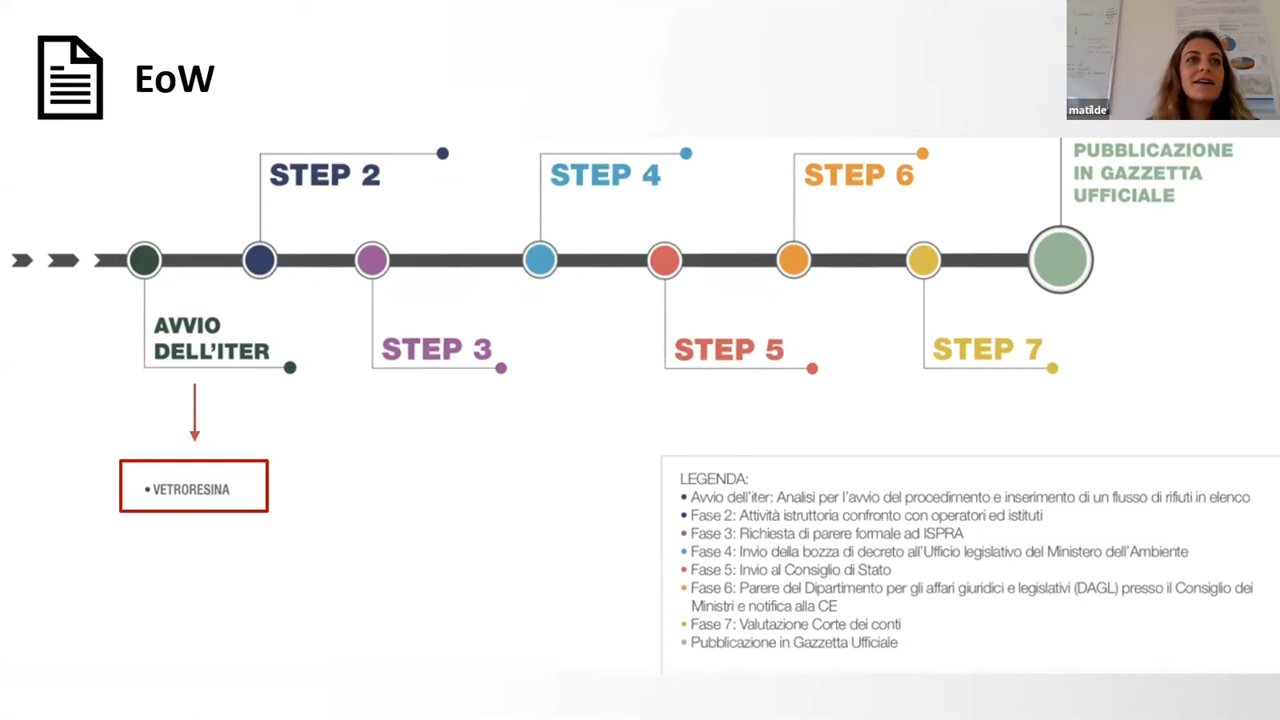 EoW
matilde
STEP 2
STEP 4
STEP 6
PUBBLICAZIONE
IN GAZZETTA
UFFICIALE
AVVIO
DELL'ITER
STEP 3
STEP 5
STEP 7
• VETRORESINA
LEGENDA:
• Avvio dell'iter: Analisi per l'avvio del procedimento e inserimento di un flusso di rifiuti in elenco
• Fase 2: Attività istruttoria confronto con operatori ed istituti
• Fase 3: Richiesta di parere formale ad ISPRA
• Fase 4: Invio della bozza di decreto all'Ufficio legislativo del Ministero dell'Ambiente
• Fase 5: Invio al Consiglio di Stato
• Fase 6: Parere del Dipartimento per gli affari giuridici e legislativi (DAGL) presso il Consiglio dei
Ministri e notifica alla CE
• Fase 7: Valutazione Corte dei conti
• Pubblicazione in Gazzetta Ufficiale